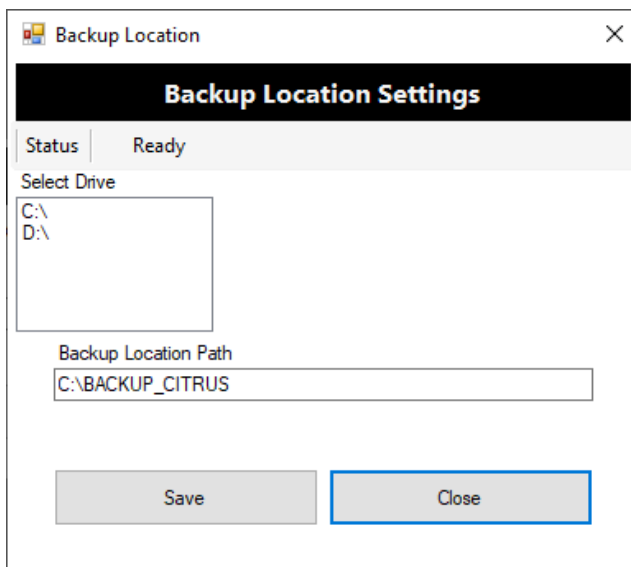 Backup Location
Backup Location Settings
Status Ready
Select Drive
C:\
D:\
Backup Location Path
C:\BACKUP_CITRUS
Save Close